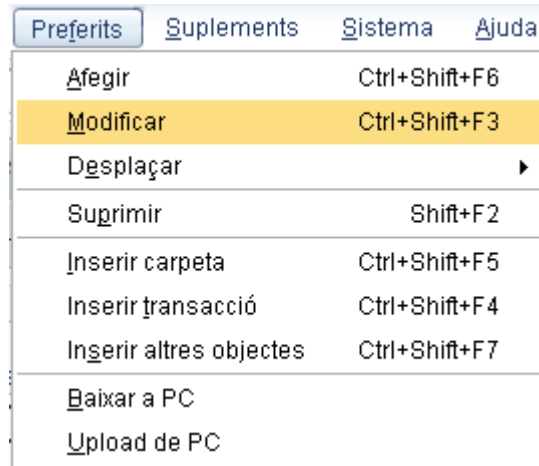 Preferits Suplements Sistema Ajuda
Afegir Ctrl+Shift+F6
Modificar Ctrl+Shift+F3
Desplaçar
Suprimir Shift+F2
Inserir carpeta Ctrl+Shift+F5
Inserir transacció Ctrl+Shift+F4
Inserir altres objectes Ctrl+Shift+F7
Baixar a PC
Upload de PC